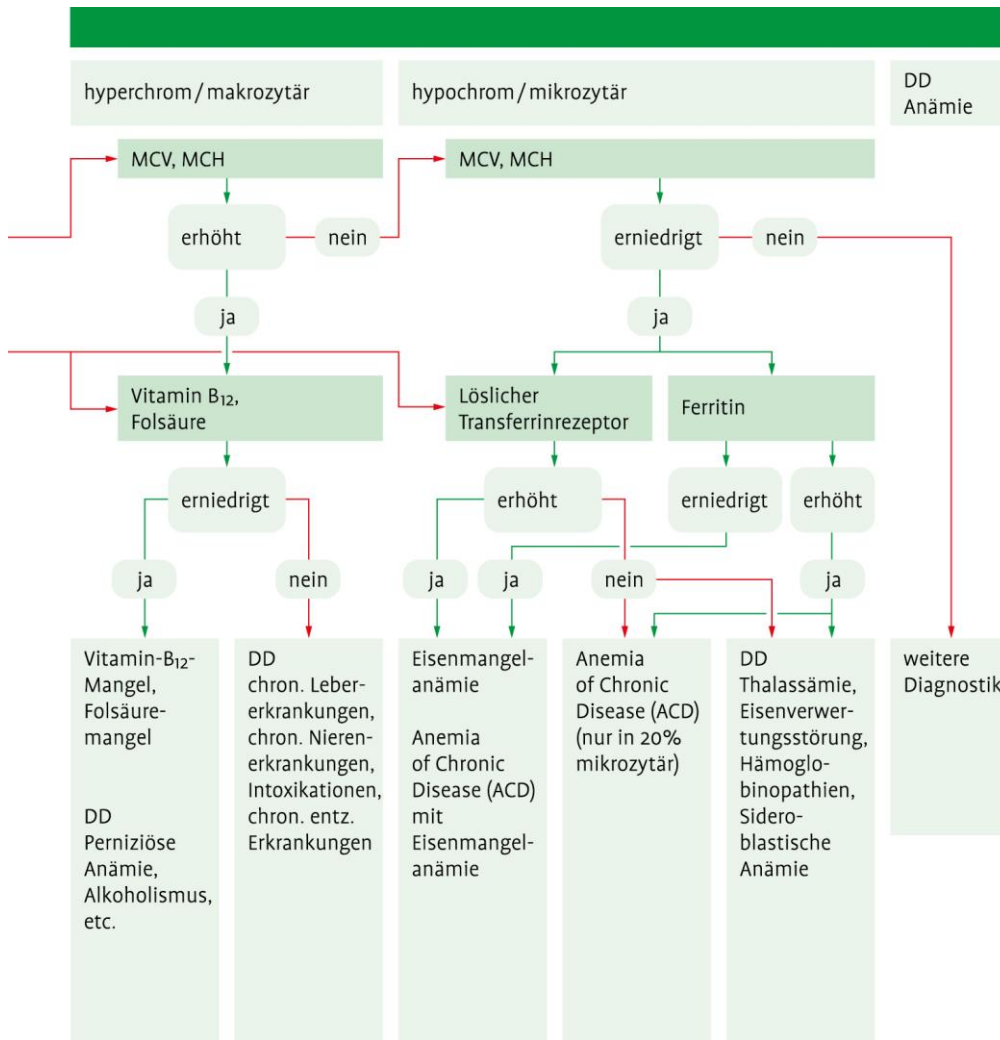 hyperchrom / makrozytär
hypochrom / mikrozytär
DD
Anämie
MCV, MCH
MCV, MCH
erhöht
nein
erniedrigt
nein
ja
ja
Vitamin B₁₂,
Folsäure
Löslicher
Transferrinrezeptor
Ferritin
erniedrigt
erhöht
erniedrigt
erhöht
ja
nein
ja
ja
nein
ja
Vitamin-B₁₂-
Mangel,
Folsäure-
mangel
DD
Perniziöse
Anämie,
Alkoholismus,
etc.
DD
chron. Leber-
erkrankungen,
chron. Nieren-
erkrankungen,
Intoxikationen,
chron. entz.
Erkrankungen
Eisenmangel-
anämie
Anemia
of Chronic
Disease (ACD)
mit
Eisenmangel-
anämie
Anemia
of Chronic
Disease (ACD)
(nur in 20%
mikrozytär)
DD
Thalassämie,
Eisenverwer-
tungsstörung,
Hämoglo-
binopathien,
Sidero-
blastische
Anämie
weitere
Diagnostik